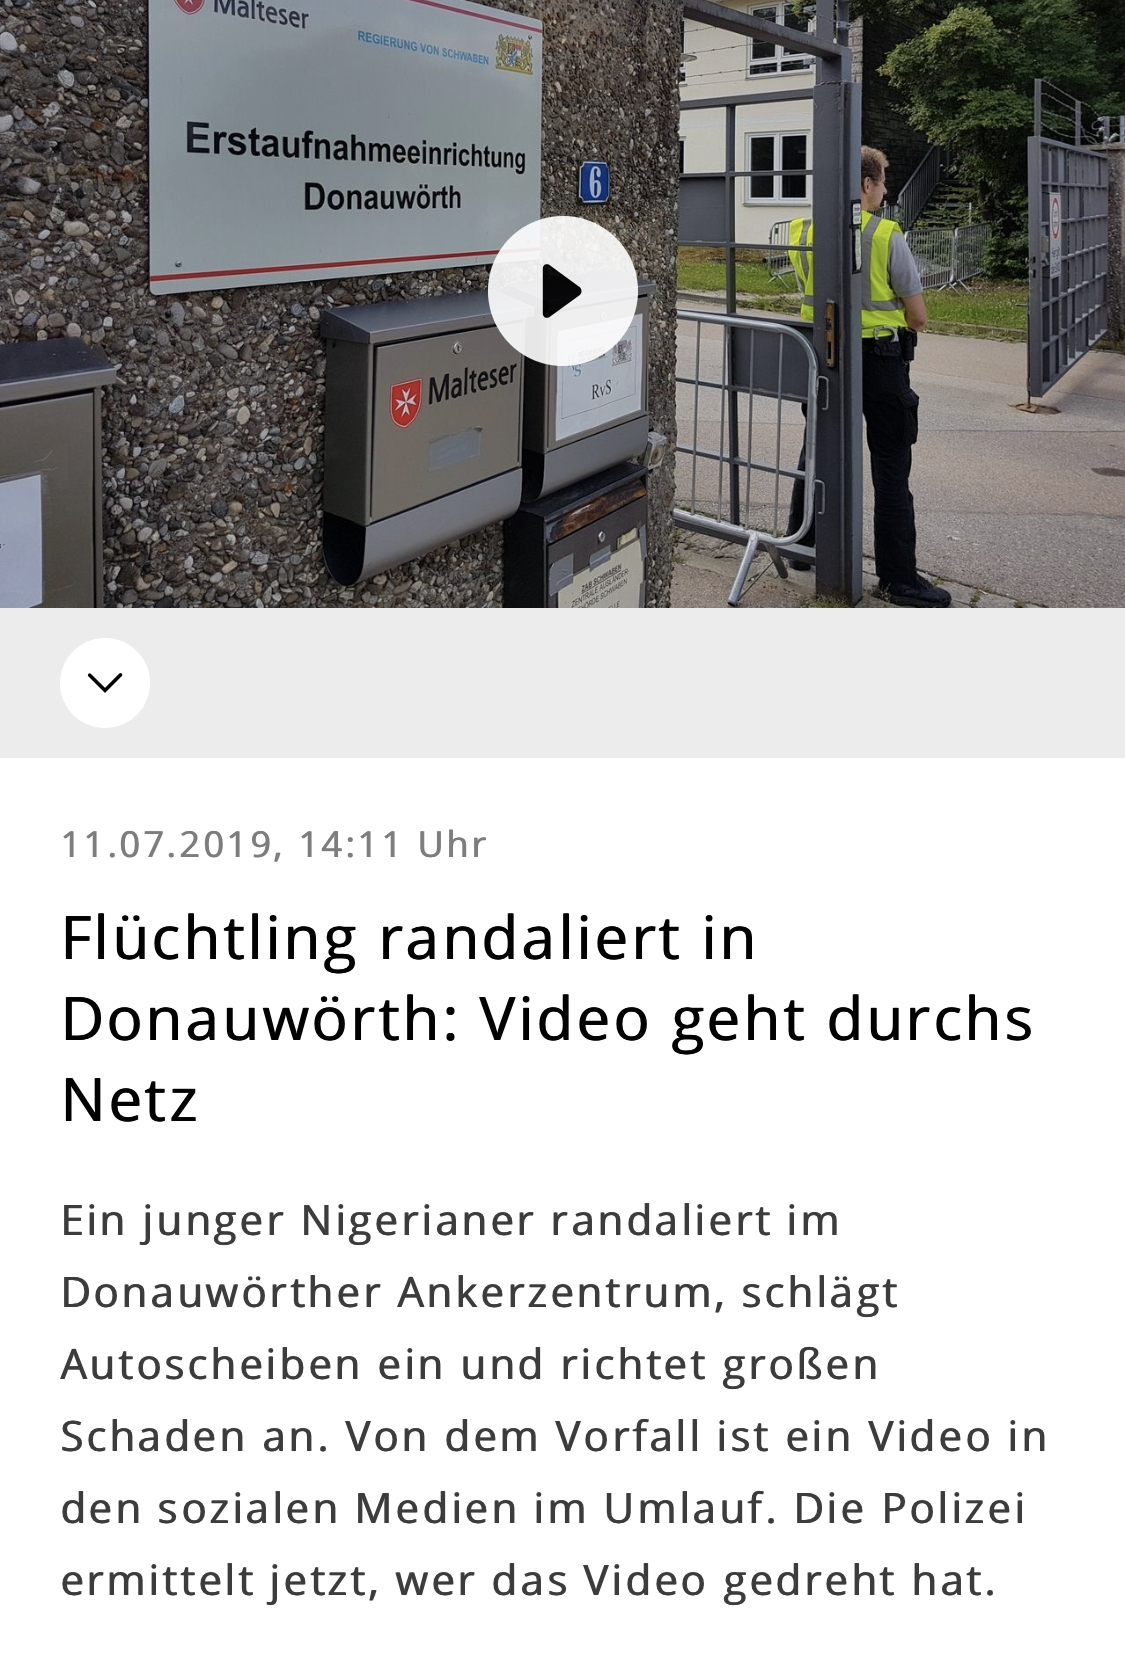 Malteser
REGIERUNG VON SCHWABEN
Erstaufnahmeeinrichtung
Donauwörth
6
Malteser
RvS
ZAB SCHWABEN
11.07.2019, 14:11 Uhr
Flüchtling randaliert in
Donauwörth: Video geht durchs
Netz
Ein junger Nigerianer randaliert im
Donauwörther Ankerzentrum, schlägt
Autoscheiben ein und richtet großen
Schaden an. Von dem Vorfall ist ein Video in
den sozialen Medien im Umlauf. Die Polizei
ermittelt jetzt, wer das Video gedreht hat.